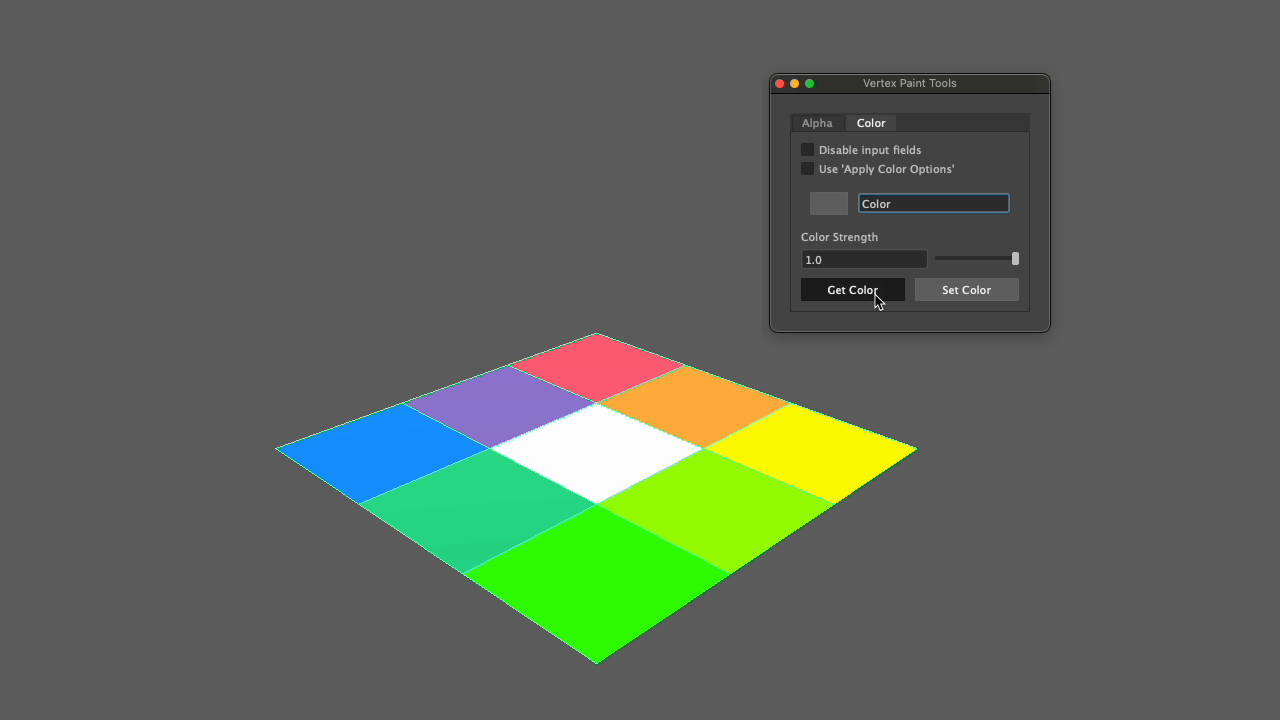 Vertex Paint Tools
Alpha Color
Disable input fields
Use 'Apply Color Options'
Color
Color Strength
1.0
Get Color Set Color